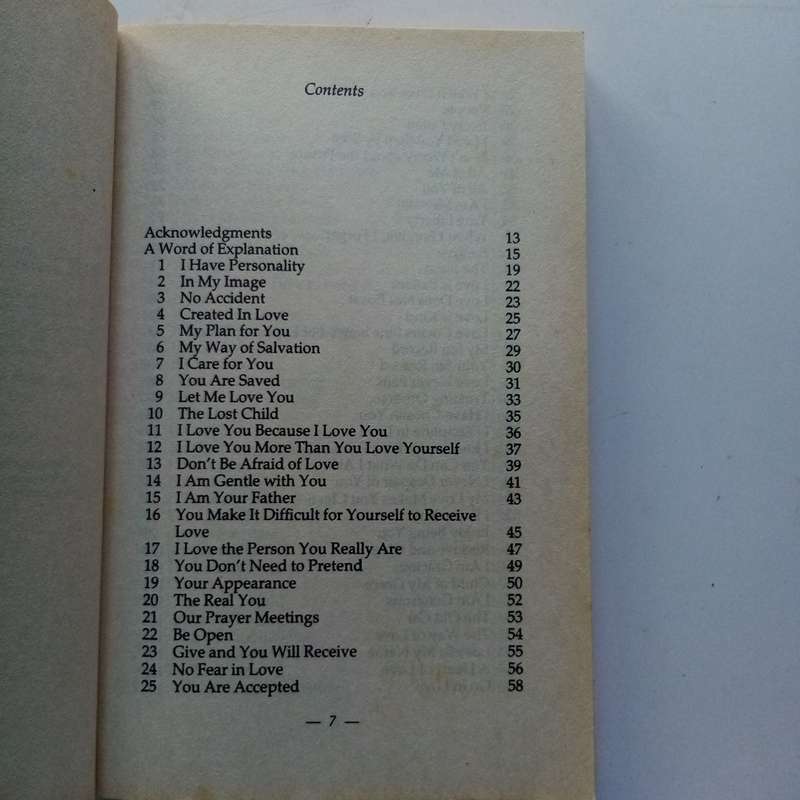 Contents
Acknowledgments 13
A Word of Explanation 15
1 I Have Personality 19
2 In My Image 22
3 No Accident 23
4 Created In Love 25
5 My Plan for You 27
6 My Way of Salvation 29
7 I Care for You 30
8 You Are Saved 31
9 Let Me Love You 33
10 The Lost Child 35
11 I Love You Because I Love You 36
12 I Love You More Than You Love Yourself 37
13 Don't Be Afraid of Love 39
14 I Am Gentle with You 41
15 I Am Your Father 43
16 You Make It Difficult for Yourself to Receive
Love 45
17 I Love the Person You Really Are 47
18 You Don't Need to Pretend 49
19 Your Appearance 50
20 The Real You 52
21 Our Prayer Meetings 53
22 Be Open 54
23 Give and You Will Receive 55
24 No Fear in Love 56
25 You Are Accepted 58
— 7 —